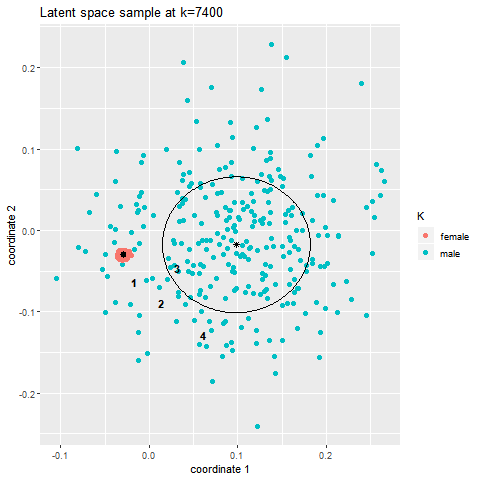 Latent space sample at k=7400
0.2
0.1
0.0
-0.1
-0.2
coordinate 2
1
2
3
4
-0.1
0.0
0.1
0.2
coordinate 1
K
female
male